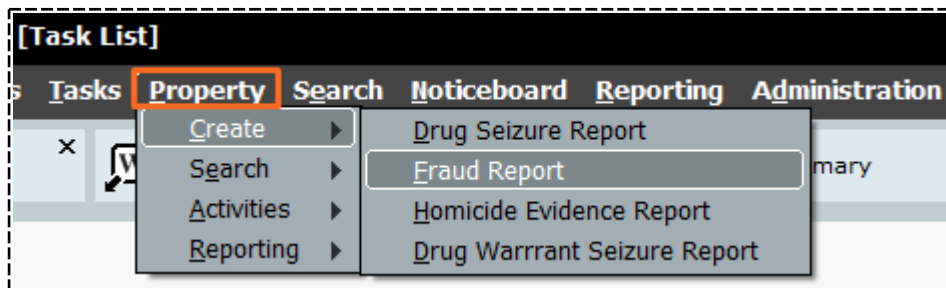 [Task List]
s Tasks Property Search Noticeboard Reporting Administration
Create Drug Seizure Report
Search Fraud Report mary
Activities Homicide Evidence Report
Reporting Drug Warrrant Seizure Report